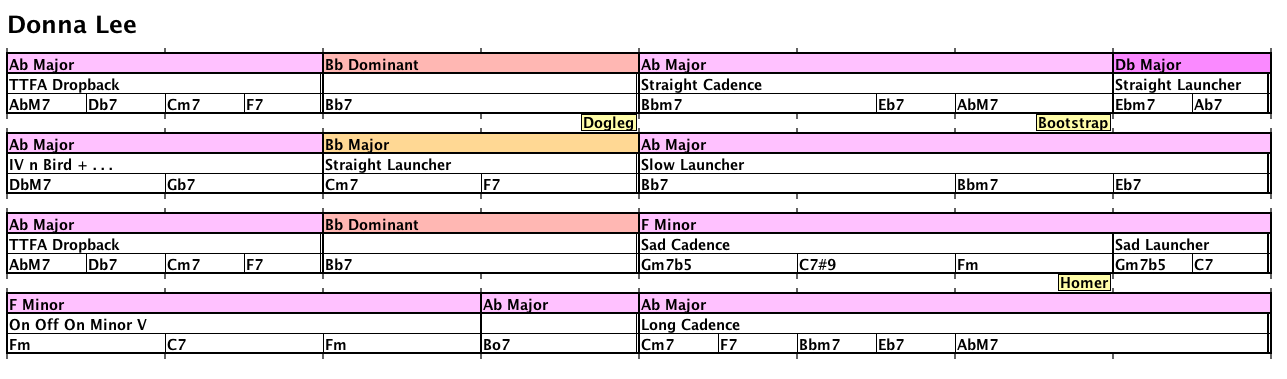 Donna Lee
Ab Major Bb Dominant Ab Major Db Major
TTFA Dropback Straight Cadence Straight Launcher
AbM7 Db7 Cm7 F7 Bb7 Bbm7 Eb7 AbM7 Ebm7 Ab7
Dogleg Bootstrap
Ab Major Bb Major Ab Major
IV n Bird + . . . Straight Launcher Slow Launcher
DbM7 Gb7 Cm7 F7 Bb7 Bbm7 Eb7
Ab Major Bb Dominant F Minor
TTFA Dropback Sad Cadence Sad Launcher
AbM7 Db7 Cm7 F7 Bb7 Gm7b5 C7#9 Fm Gm7b5 C7
Homer
F Minor Ab Major Ab Major
On Off On Minor V Long Cadence
Fm C7 Fm Bo7 Cm7 F7 Bbm7 Eb7 AbM7